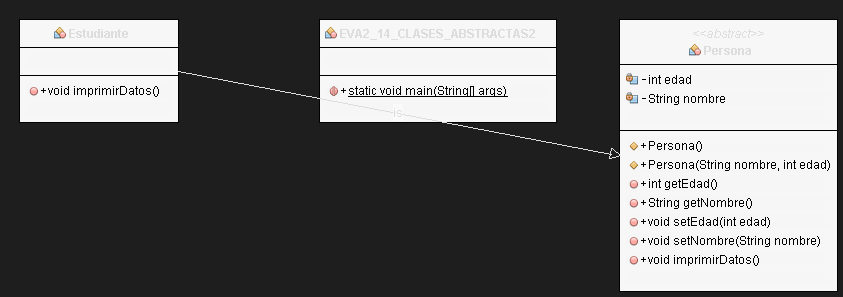 Estudiante
+void imprimirDatos()
EVA2_14_CLASES_ABSTRACTAS2
+static void main(String[] args)
is
<<abstract>>
Persona
-int edad
-String nombre
+Persona()
+Persona(String nombre, int edad)
+int getEdad()
+String getNombre()
+void setEdad(int edad)
+void setNombre(String nombre)
+void imprimirDatos()